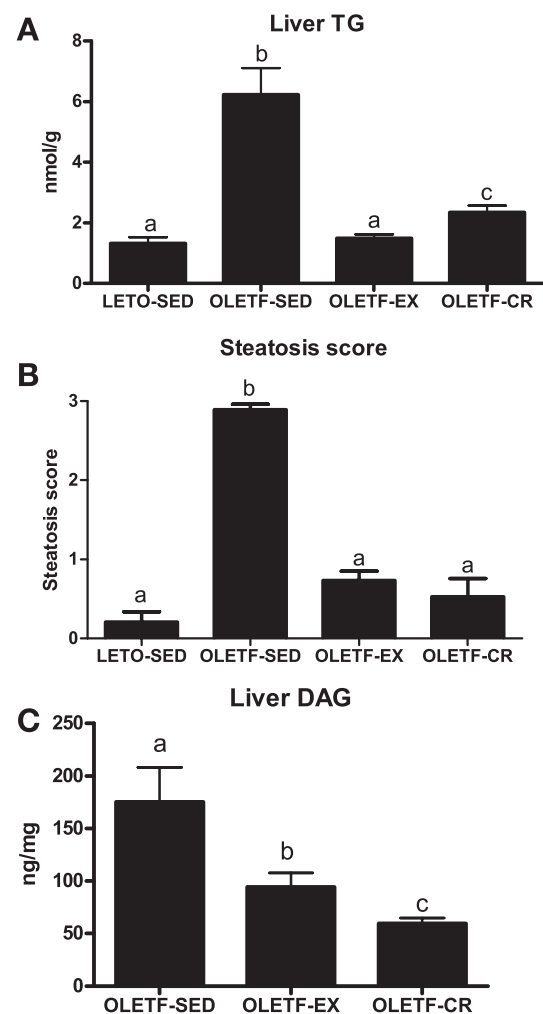 A
Liver TG
nmol/g
8
6
4
2
0
a
b
a
c
LETO-SED OLETF-SED OLETF-EX OLETF-CR
Steatosis score
B
Steatosis score
3
2
1
0
a
b
a
a
LETO-SED OLETF-SED OLETF-EX OLETF-CR
Liver DAG
C
ng/mg
250
200
150
100
50
0
a
b
c
OLETF-SED OLETF-EX OLETF-CR